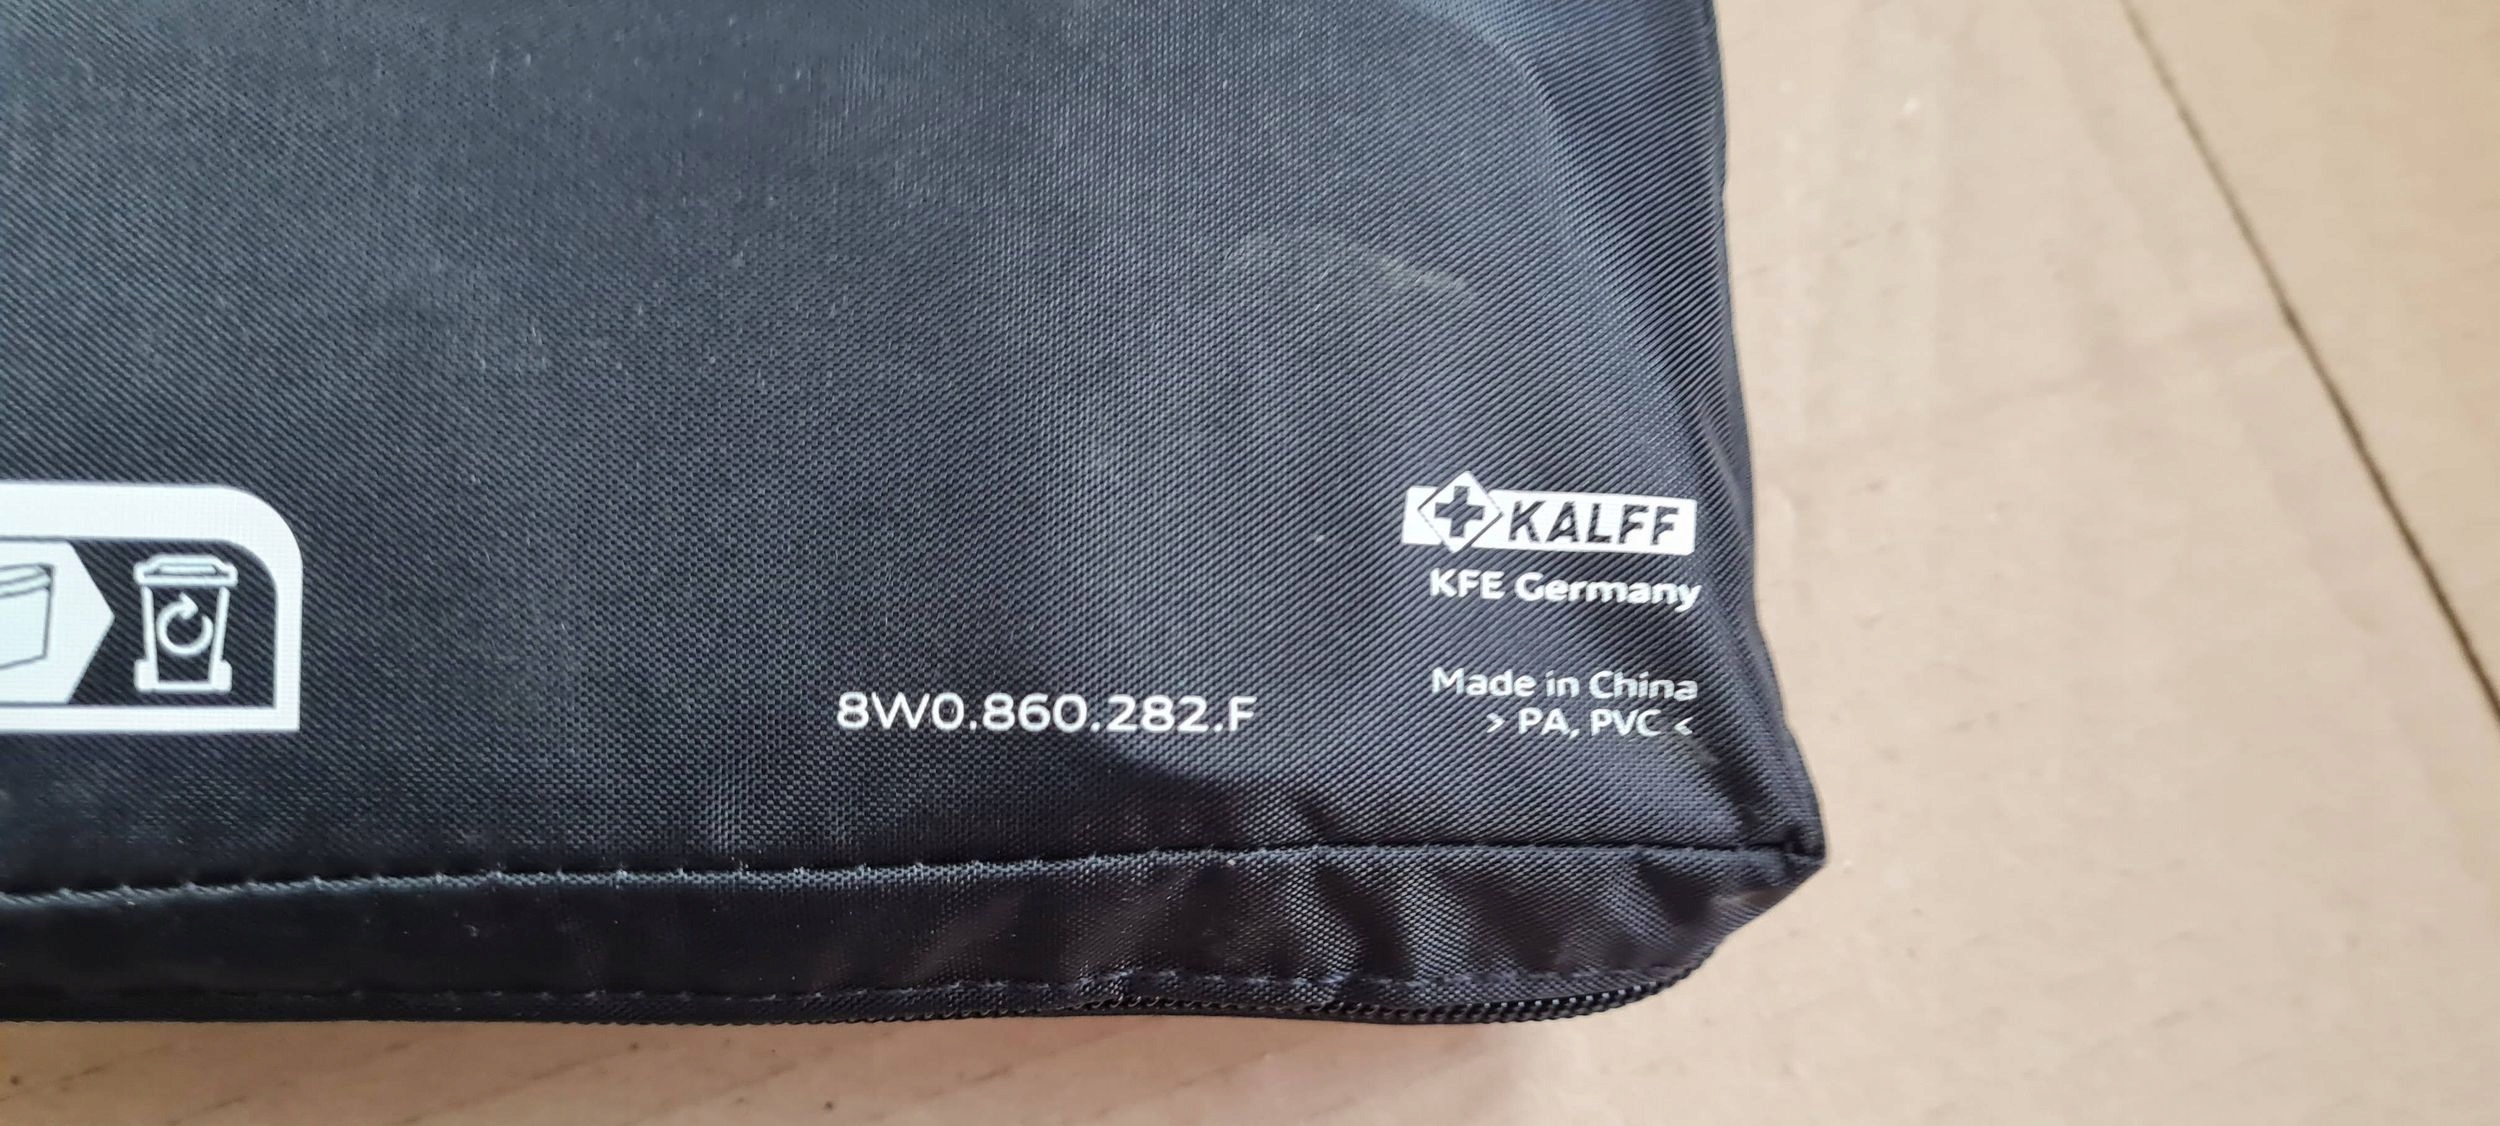 KALFF
KFE Germany
Made in China
8W0.860.282.F
> PA, PVC <